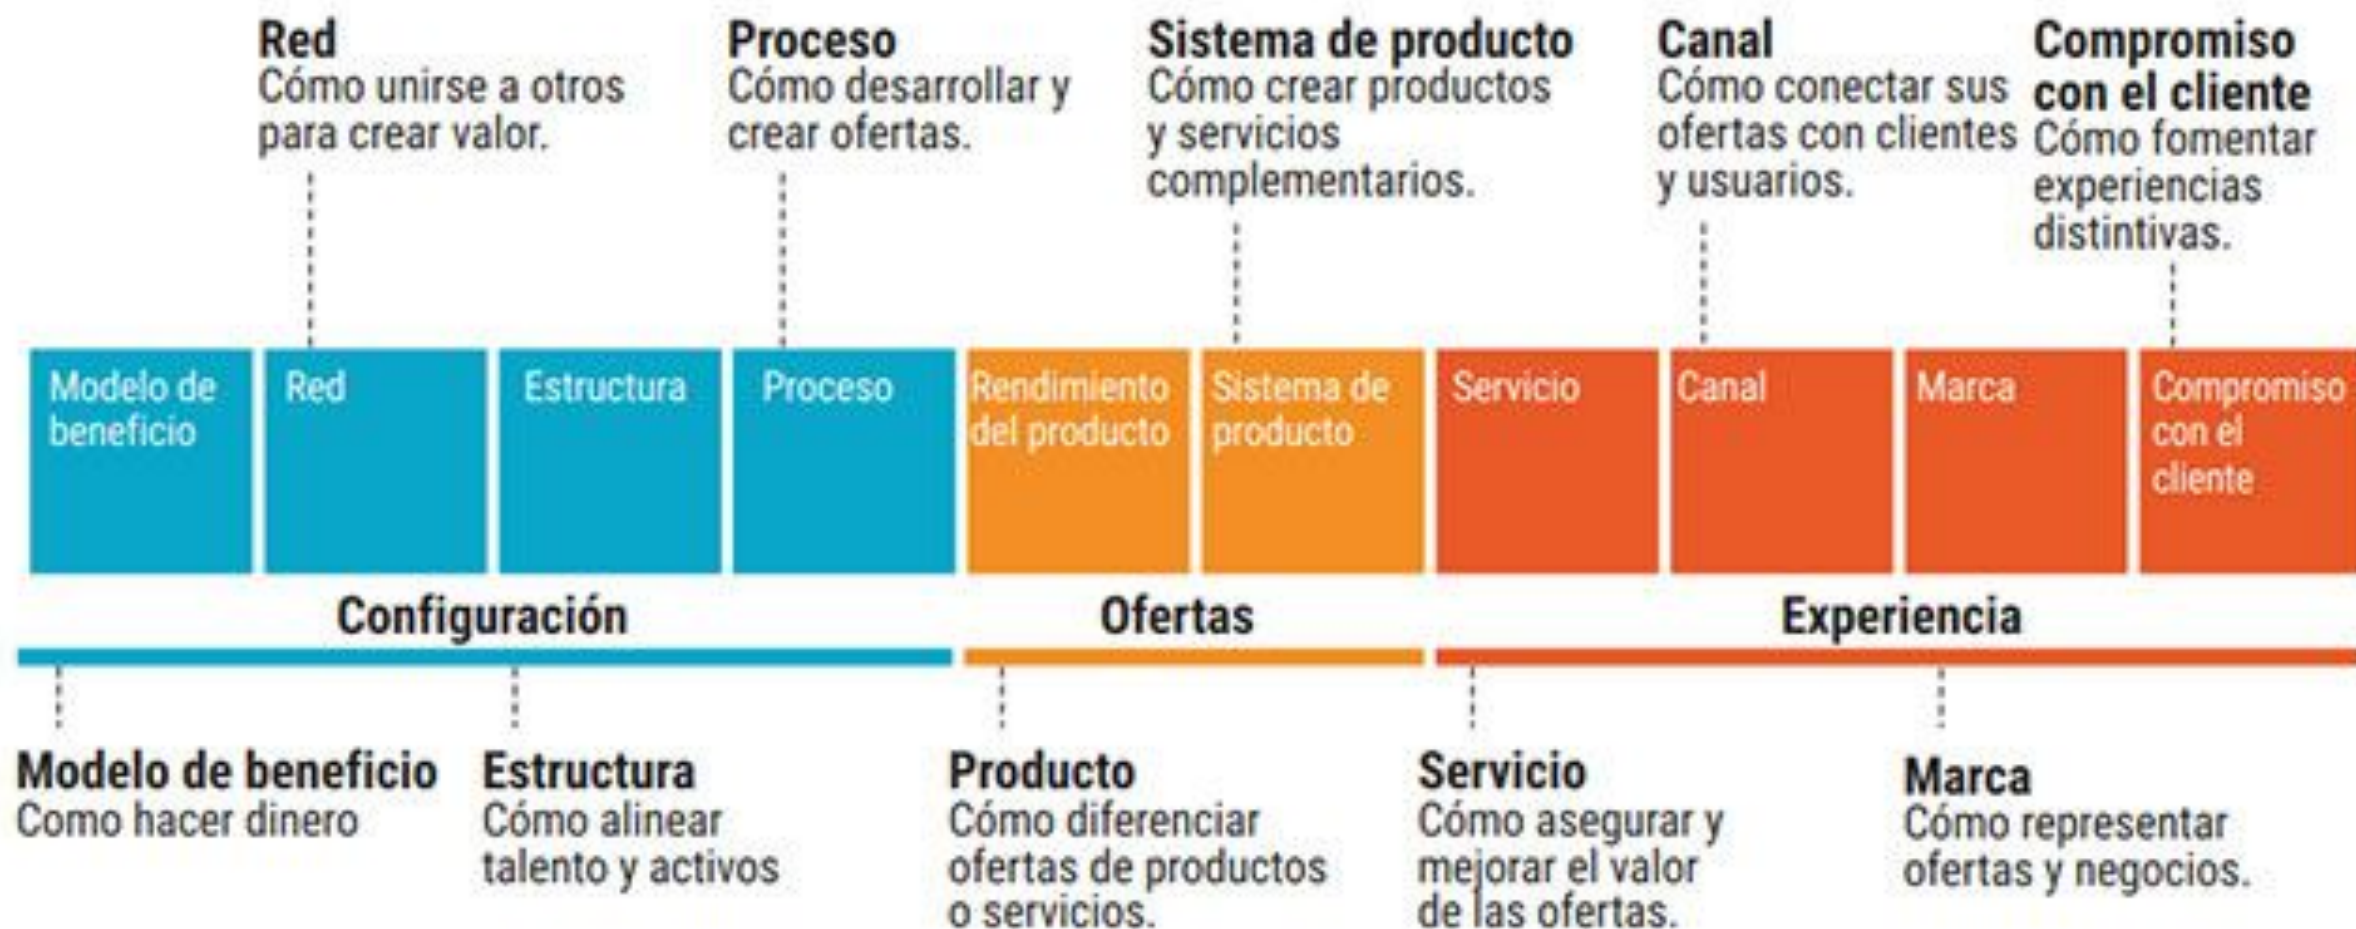 Red
Cómo unirse a otros
para crear valor.
Proceso
Cómo desarrollar y
crear ofertas.
Sistema de producto
Cómo crear productos
y servicios
complementarios.
Canal
Cómo conectar sus
ofertas con clientes
y usuarios.
Compromiso
con el cliente
Cómo fomentar
experiencias
distintivas.
Modelo de
beneficio
Red
Estructura
Proceso
Rendimiento
del producto
Sistema de
producto
Servicio
Canal
Marca
Compromiso
con el
cliente
Configuración
Ofertas
Experiencia
Modelo de beneficio
Como hacer dinero
Estructura
Cómo alinear
talento y activos
Producto
Cómo diferenciar
ofertas de productos
o servicios.
Servicio
Cómo asegurar y
mejorar el valor
de las ofertas.
Marca
Cómo representar
ofertas y negocios.